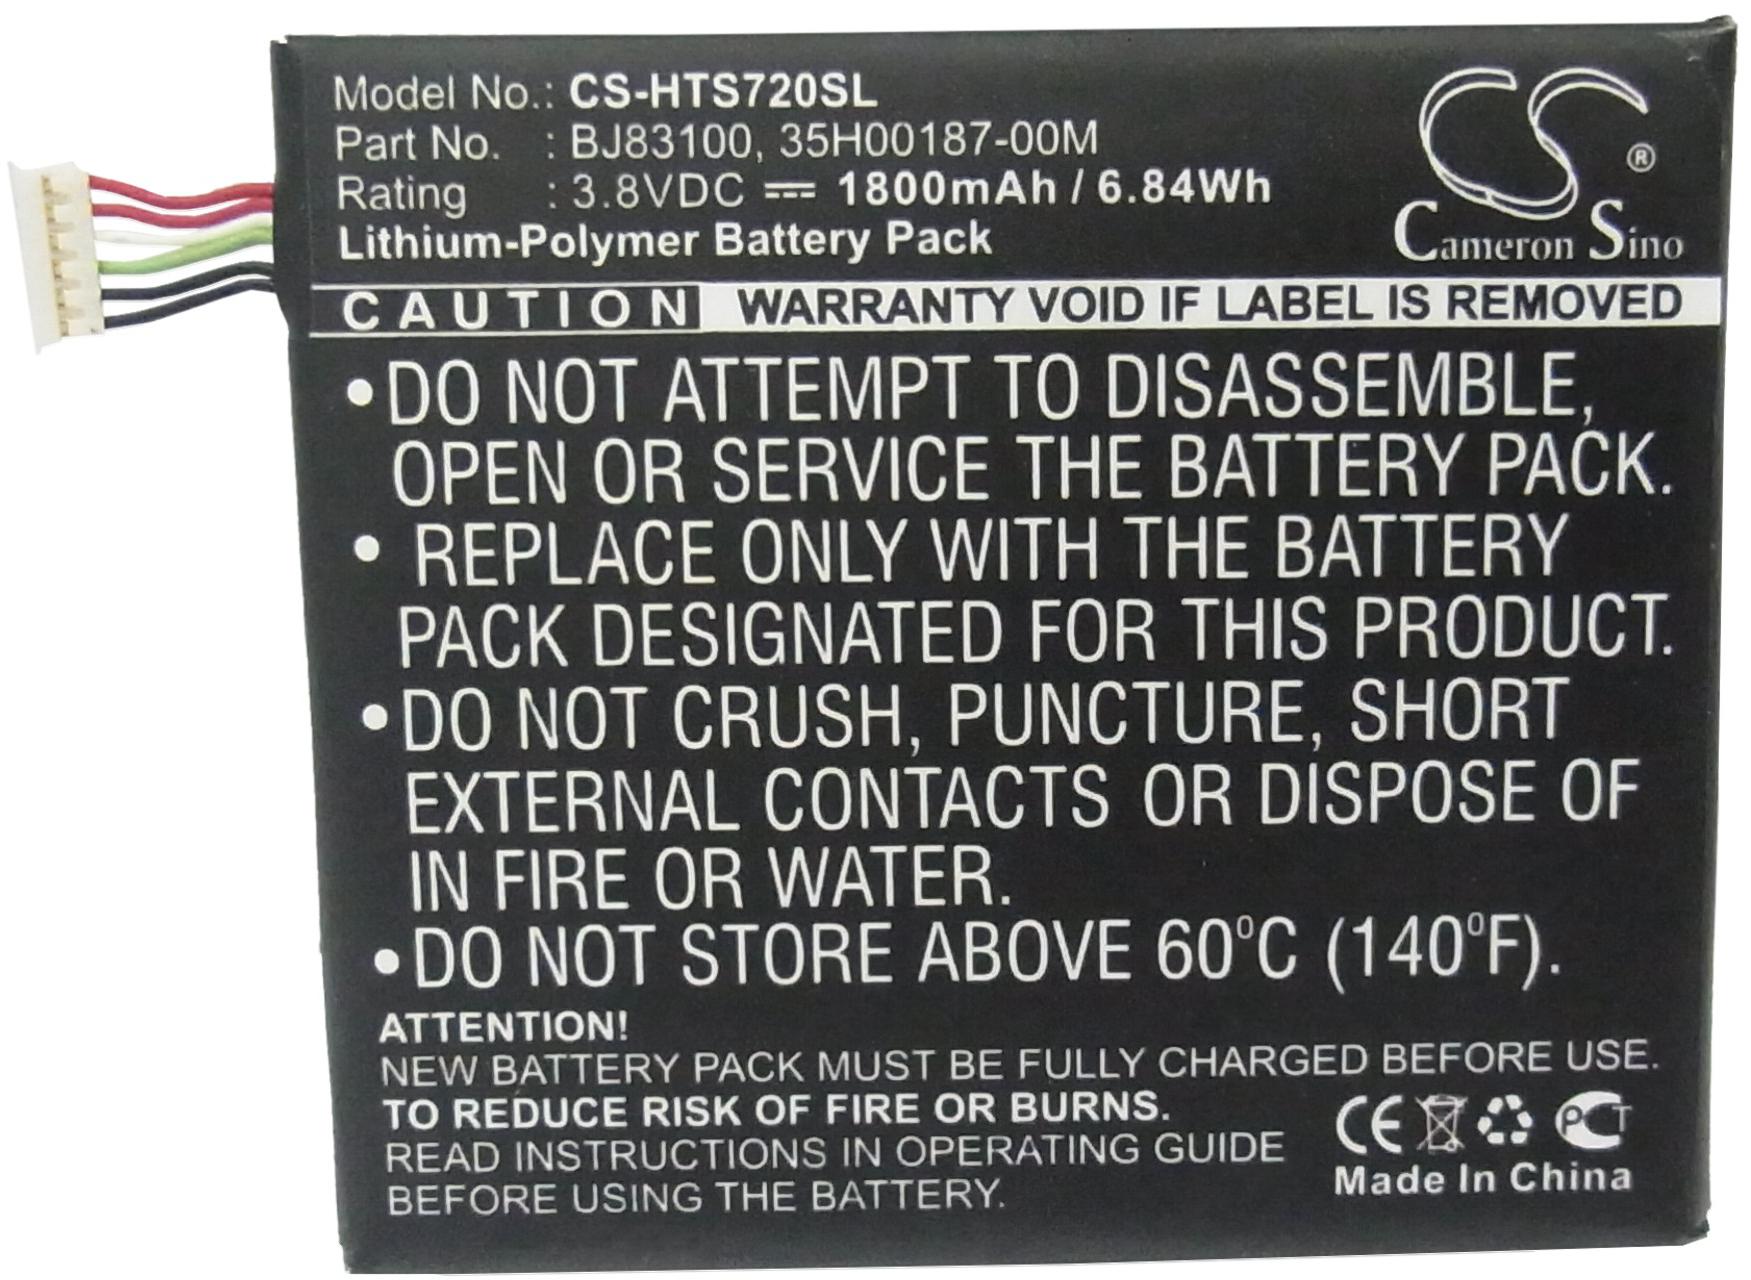 Model No.: CS-HTS720SL
Part No. : BJ83100, 35H00187-00M
Rating : 3.8VDC ⎓ 1800mAh / 6.84Wh
Lithium-Polymer Battery Pack
CS ®
Cameron Sino
CAUTION WARRANTY VOID IF LABEL IS REMOVED
• DO NOT ATTEMPT TO DISASSEMBLE,
OPEN OR SERVICE THE BATTERY PACK.
• REPLACE ONLY WITH THE BATTERY
PACK DESIGNATED FOR THIS PRODUCT.
• DO NOT CRUSH, PUNCTURE, SHORT
EXTERNAL CONTACTS OR DISPOSE OF
IN FIRE OR WATER.
• DO NOT STORE ABOVE 60°C (140°F).
ATTENTION!
NEW BATTERY PACK MUST BE FULLY CHARGED BEFORE USE.
TO REDUCE RISK OF FIRE OR BURNS.
READ INSTRUCTIONS IN OPERATING GUIDE
BEFORE USING THE BATTERY.
CE PCT
Made In China